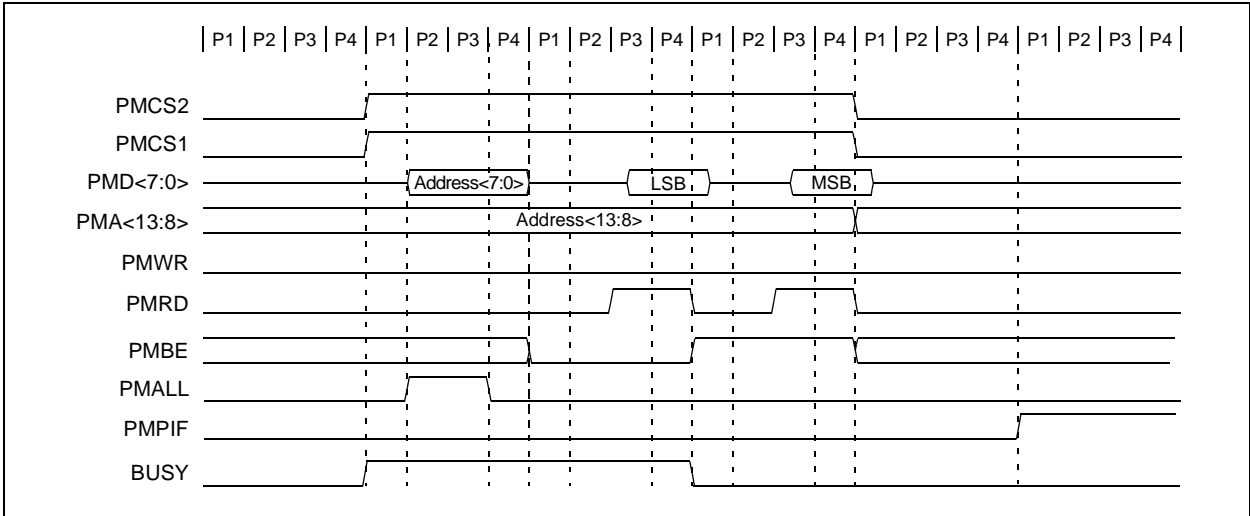 P1 P2 P3 P4 P1 P2 P3 P4 P1 P2 P3 P4 P1 P2 P3 P4 P1 P2 P3 P4 P1 P2 P3 P4
PMCS2
PMCS1
PMD<7:0> Address<7:0> LSB MSB
PMA<13:8> Address<13:8>
PMWR
PMRD
PMBE
PMALL
PMPIF
BUSY